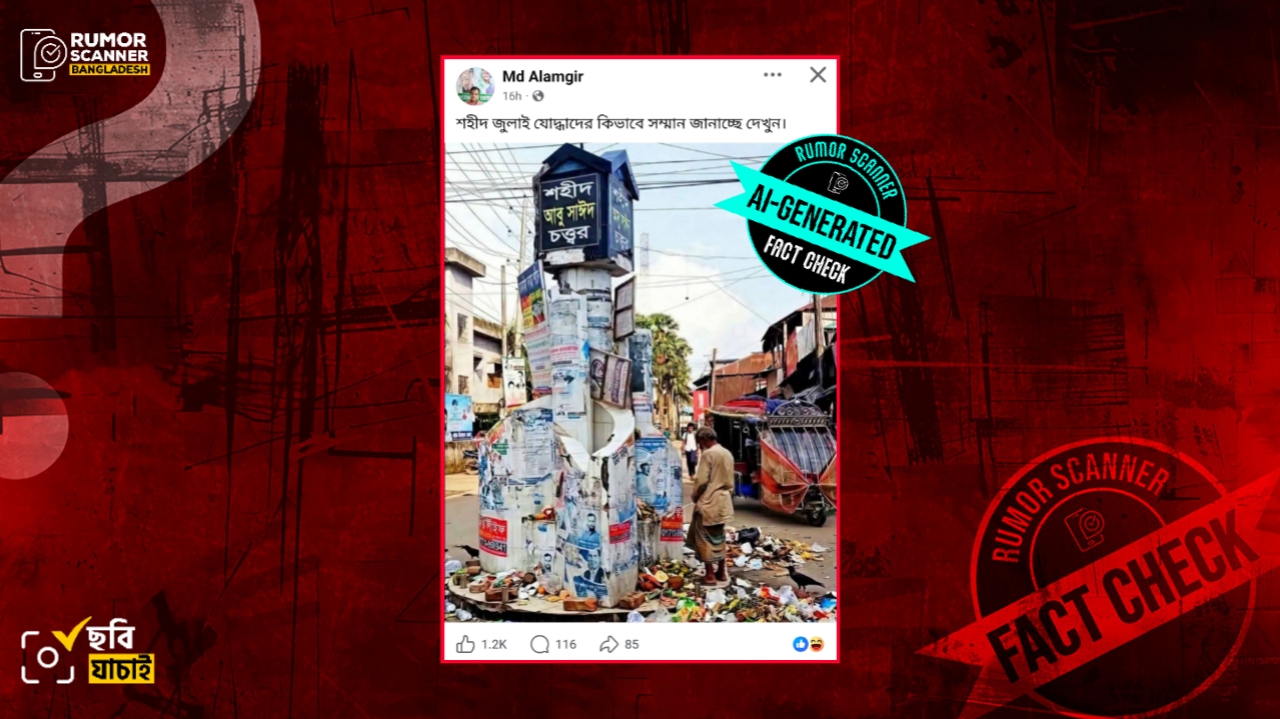 RUMOR
SCANNER
BANGLADESH
Md Alamgir
16h
শহীদ জুলাই যোদ্ধাদের কিভাবে সম্মান জানাচ্ছে দেখুন।
শহীদ
আবু সাঈদ
চত্ত্বর
RUMOR SCANNER
AI-GENERATED
FACT CHECK
1.2K
116
85
RUMOR SCANNER
FACT CHECK
ছবি
যাচাই